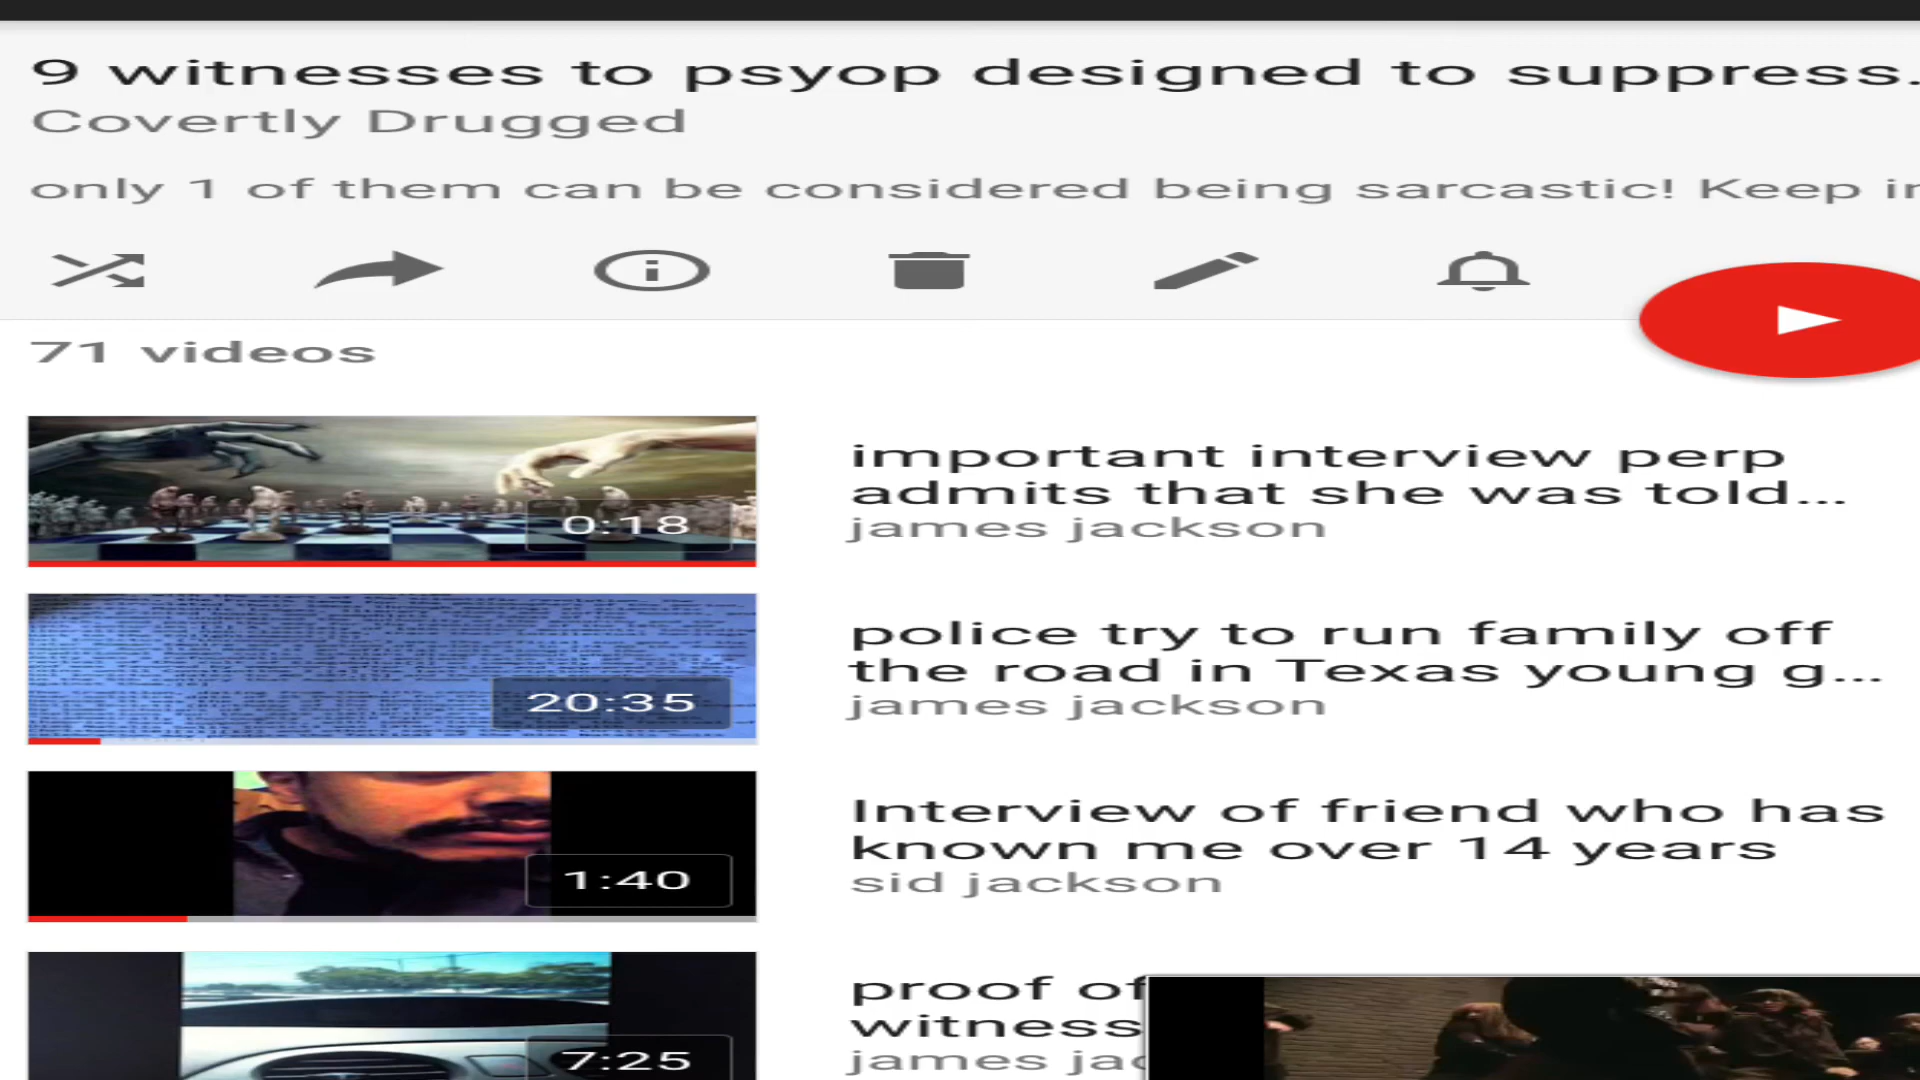 9 witnesses to psyop designed to suppress.
Covertly Drugged
only 1 of them can be considered being sarcastic! Keep in
71 videos
0:18
important interview perp
admits that she was told...
james jackson
20:35
police try to run family off
the road in Texas young g...
james jackson
1:40
Interview of friend who has
known me over 14 years
sid jackson
7:25
proof of
witness
james jac